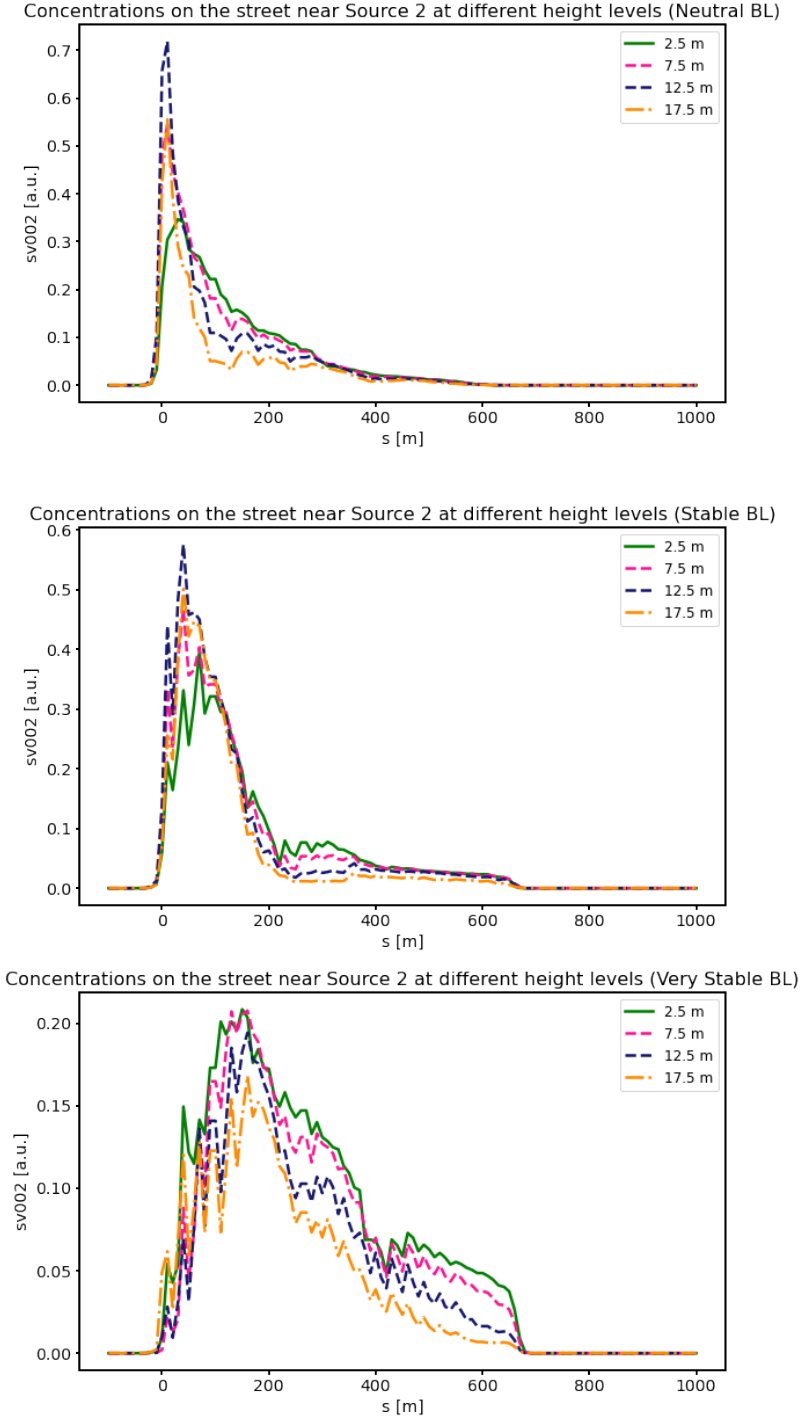 Concentrations on the street near Source 2 at different height levels (Neutral BL)
0.7
0.6
0.5
0.4
0.3
0.2
0.1
0.0
sv002 [a.u.]
2.5 m
7.5 m
12.5 m
17.5 m
0 200 400 600 800 1000
s [m]
Concentrations on the street near Source 2 at different height levels (Stable BL)
0.6
0.5
0.4
0.3
0.2
0.1
0.0
sv002 [a.u.]
2.5 m
7.5 m
12.5 m
17.5 m
0 200 400 600 800 1000
s [m]
Concentrations on the street near Source 2 at different height levels (Very Stable BL)
0.20
0.15
0.10
0.05
0.00
sv002 [a.u.]
2.5 m
7.5 m
12.5 m
17.5 m
0 200 400 600 800 1000
s [m]